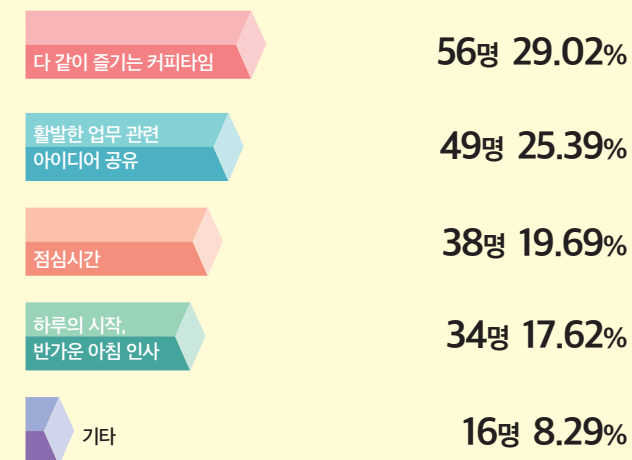 다 같이 즐기는 커피타임
56명 29.02%
활발한 업무 관련
아이디어 공유
49명 25.39%
점심시간
38명 19.69%
하루의 시작,
반가운 아침 인사
34명 17.62%
기타
16명 8.29%